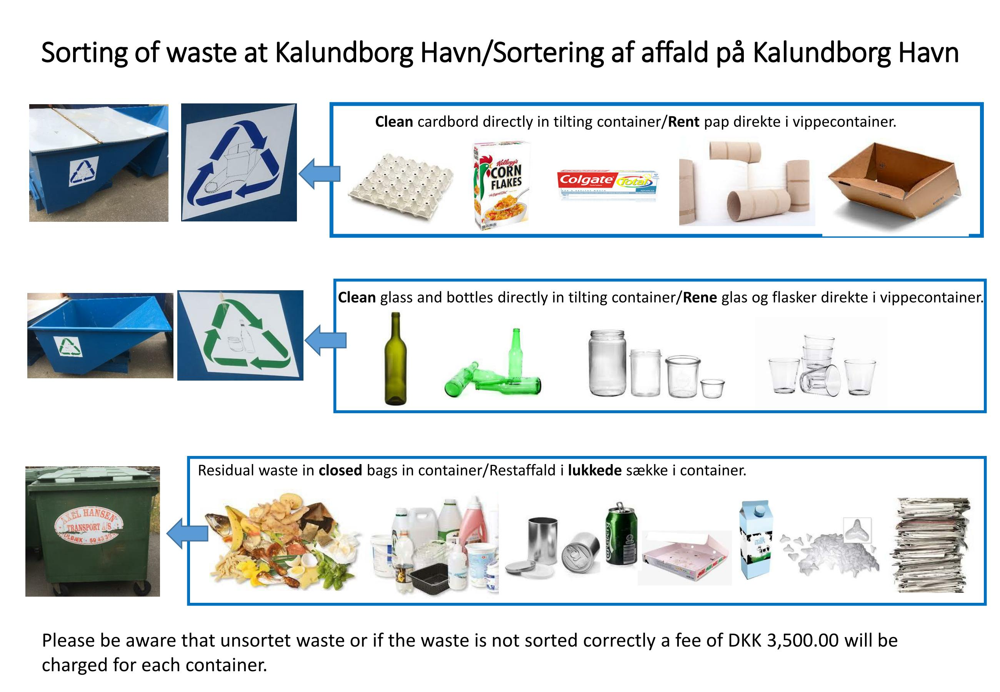 Sorting of waste at Kalundborg Havn/Sortering af affald på Kalundborg Havn
Clean cardbord directly in tilting container/Rent pap direkte i vippecontainer.
Kellogg's
CORN
FLAKES
Colgate Total
ADVANCED
Clean glass and bottles directly in tilting container/Rene glas og flasker direkte i vippecontainer.
Residual waste in closed bags in container/Restaffald i lukkede sække i container.
AXEL HANSEN
TRANSPORT A/S
59 43 30
Carlsberg
milk
Please be aware that unsortet waste or if the waste is not sorted correctly a fee of DKK 3,500.00 will be
charged for each container.